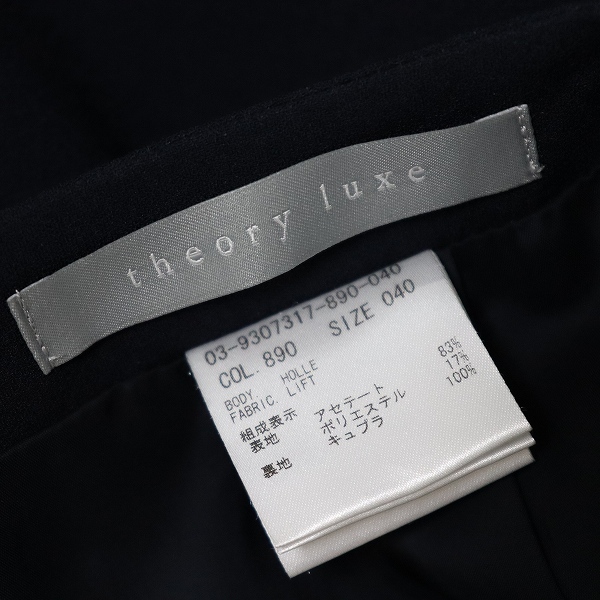 theory luxe
03-9307317-890-040
COL. 890 SIZE 040
BODY. HOLLE
FABRIC. LIFT
組成表示
表地 アセテート 83%
ポリエステル 17%
裏地 キュプラ 100%